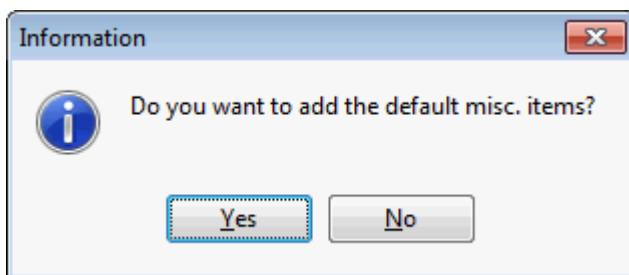 Information
Do you want to add the default misc. items?
Yes
No